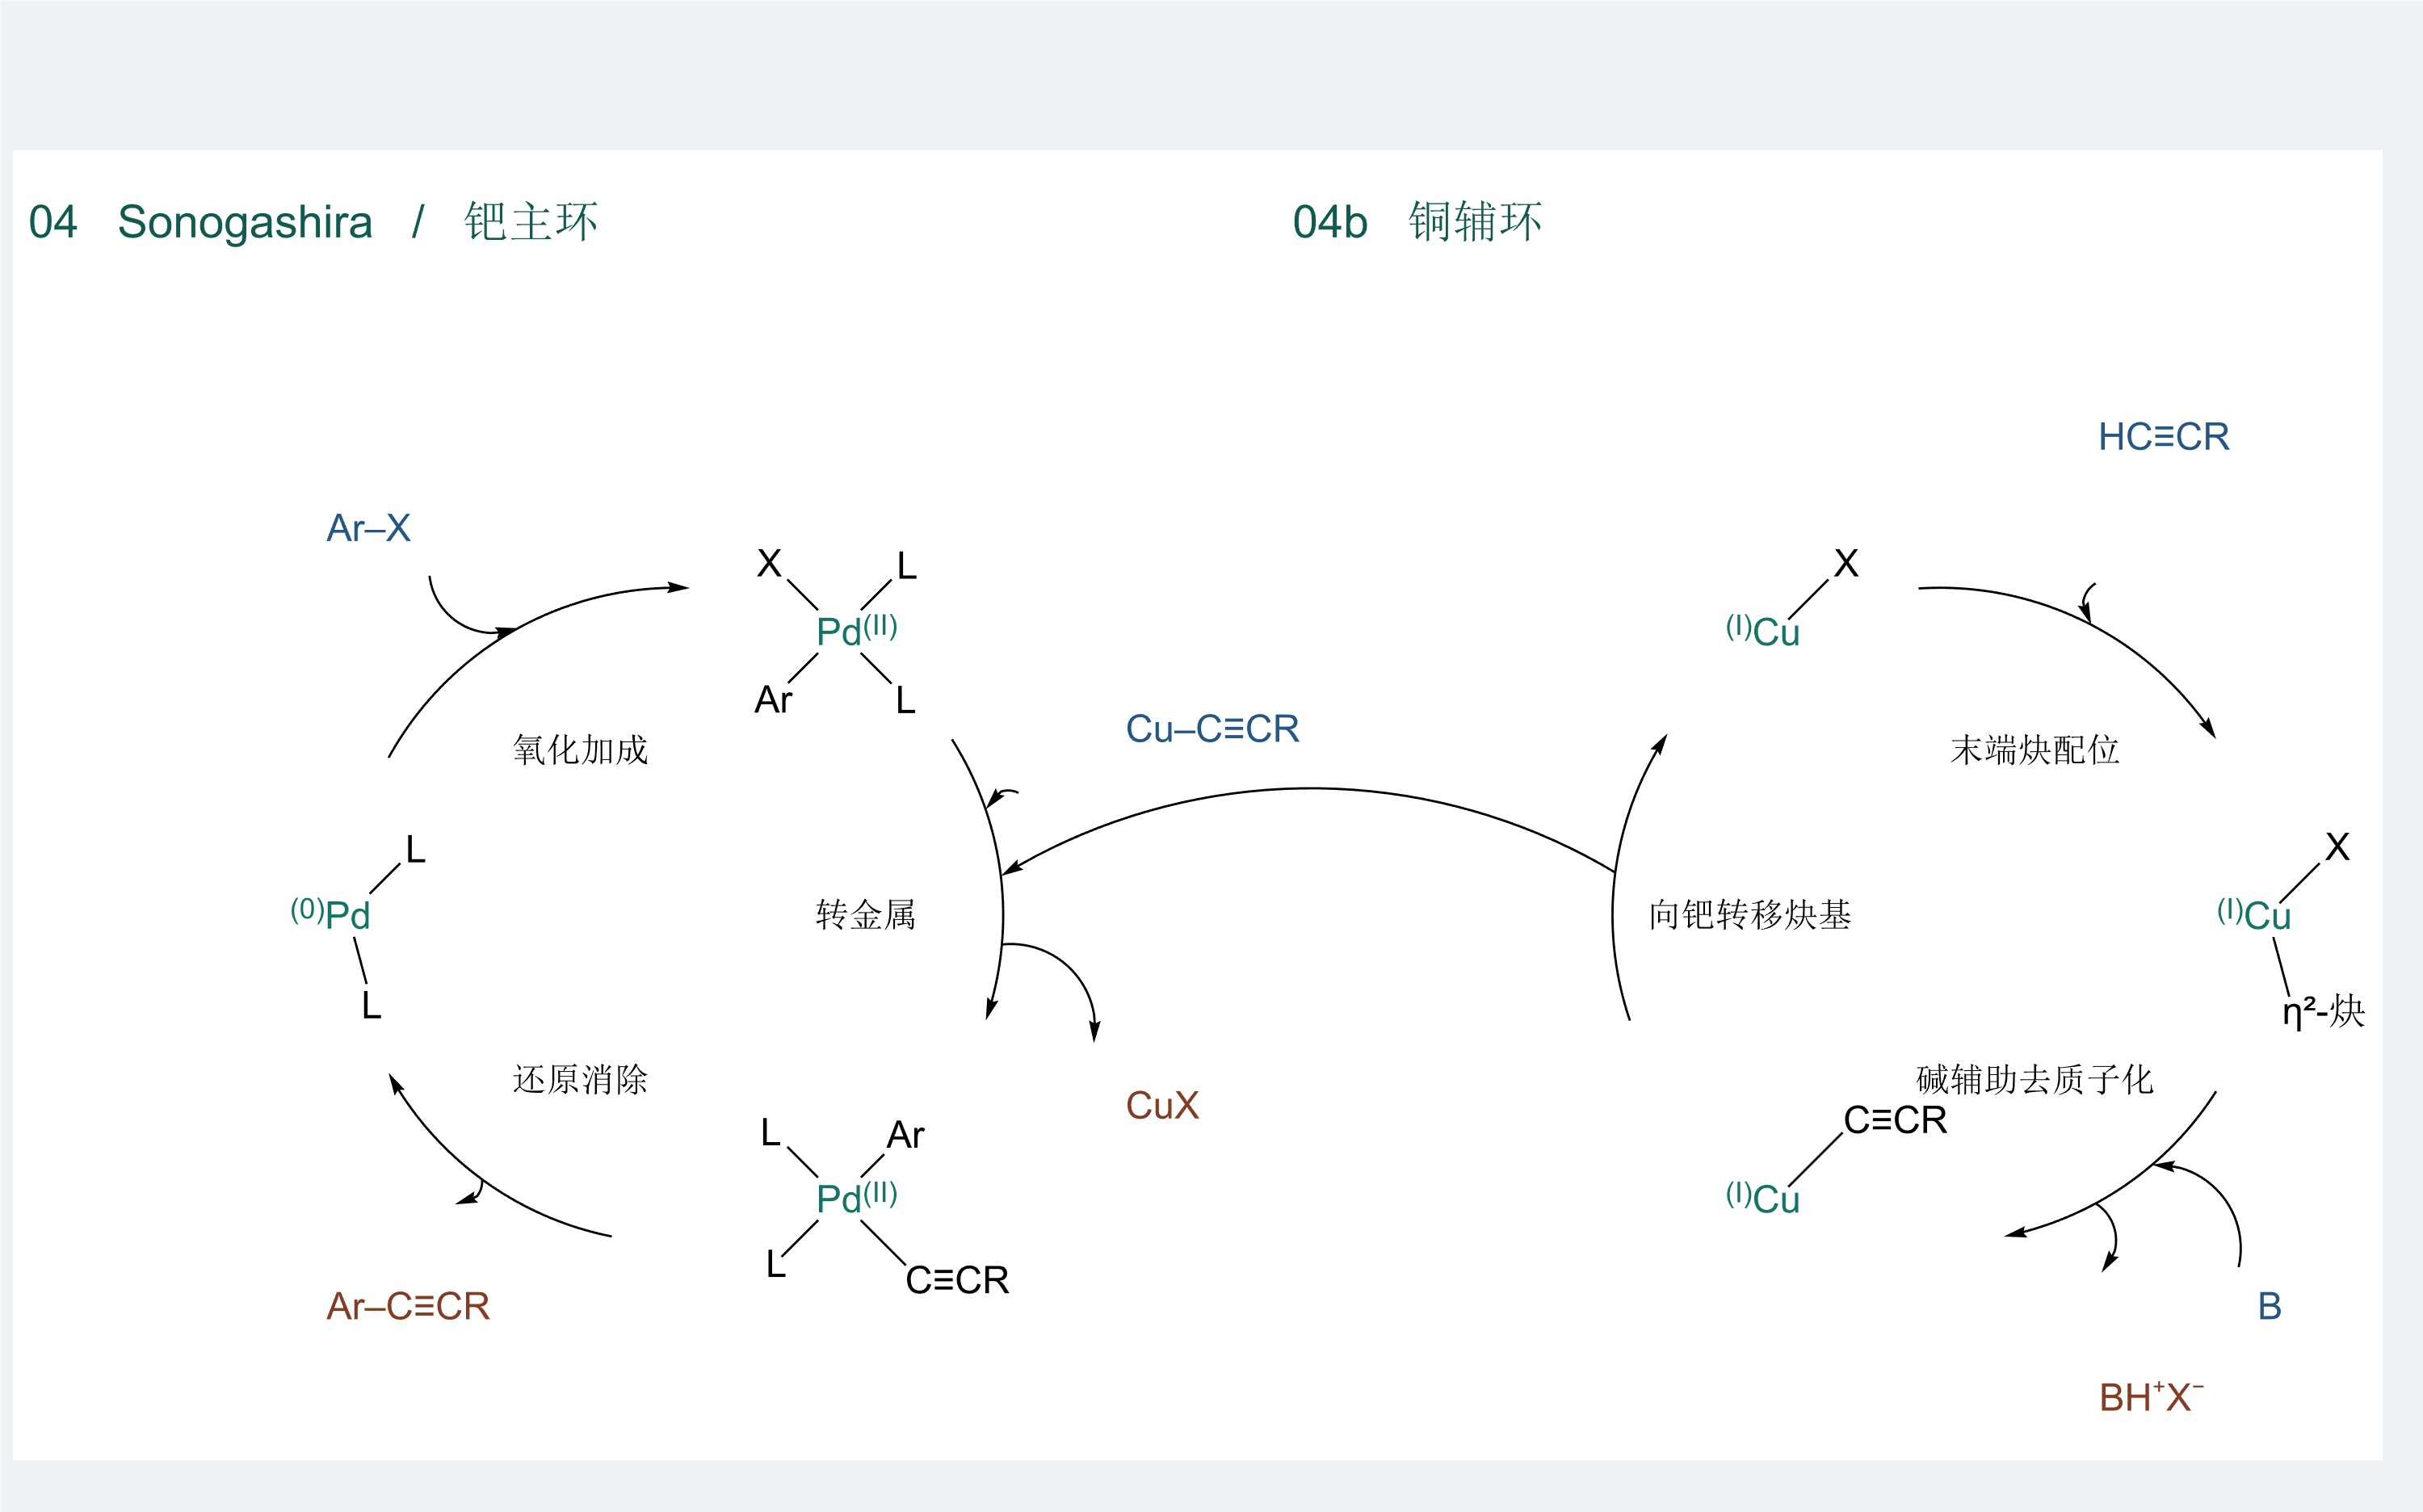 04 Sonogashira / 钯主环
04b 铜辅环
HC≡CR
Ar–X
X
L
Pd(II)
Ar
L
X
(I)Cu
Cu–C≡CR
氧化加成
末端炔配位
L
(0)Pd
L
转金属
向钯转移炔基
X
(I)Cu
η²-炔
还原消除
碱辅助去质子化
CuX
L
Ar
Pd(II)
L
C≡CR
C≡CR
(I)Cu
Ar–C≡CR
B
BH⁺X⁻